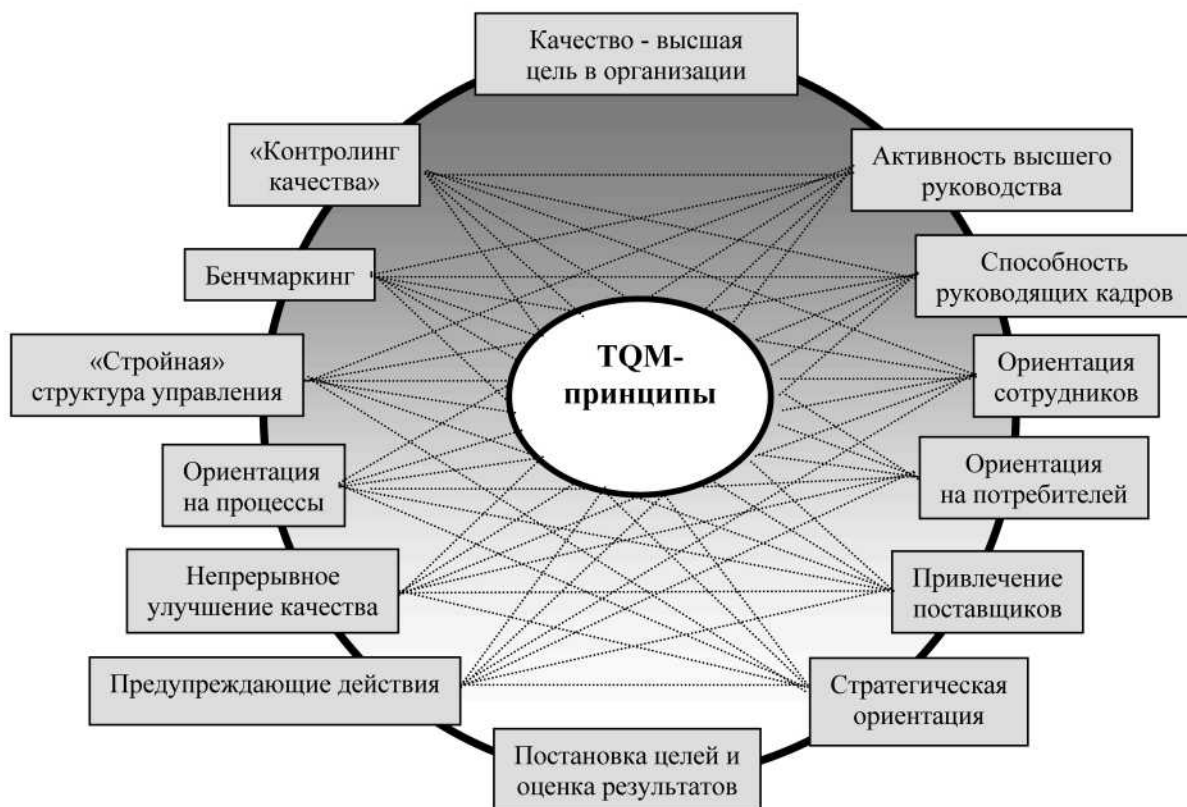 Качество - высшая
цель в организации
«Контролинг
качества»
Активность высшего
руководства
Бенчмаркинг
Способность
руководящих кадров
«Стройная»
структура управления
TQM-
принципы
Ориентация
сотрудников
Ориентация
на процессы
Ориентация
на потребителей
Непрерывное
улучшение качества
Привлечение
поставщиков
Предупреждающие действия
Стратегическая
ориентация
Постановка целей и
оценка результатов